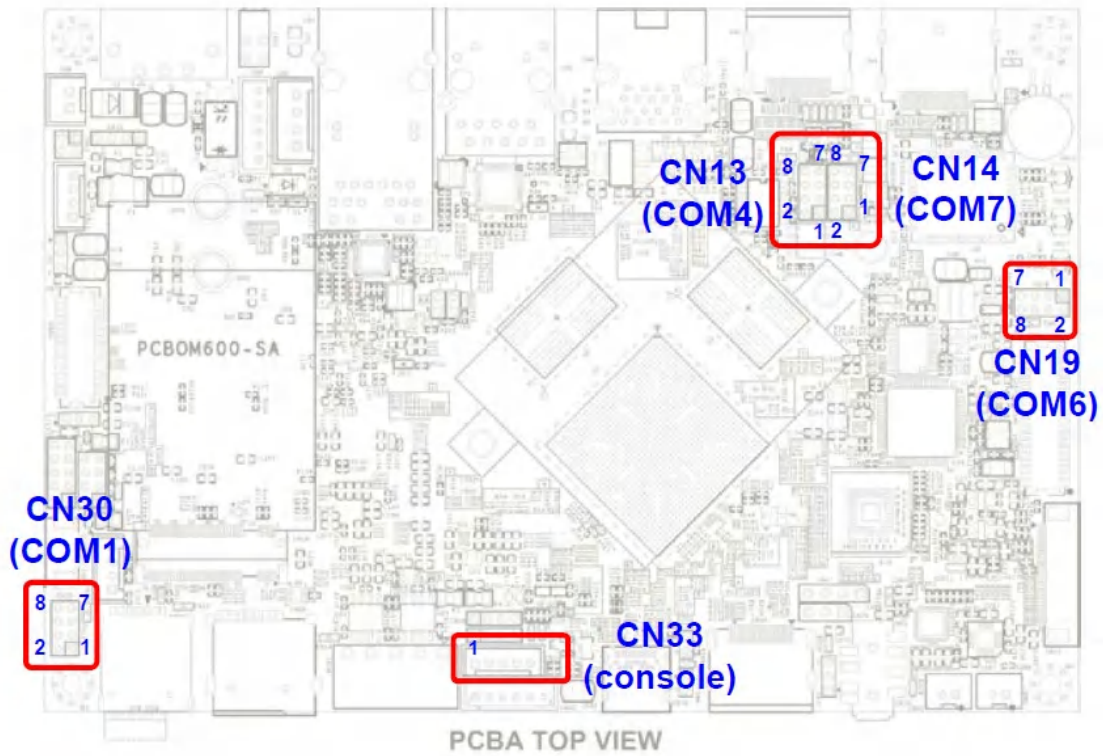 CN13
(COM4)
8
7
8
7
2
1
2
1
CN14
(COM7)
7
1
8
2
CN19
(COM6)
PCBOM600-SA
CN30
(COM1)
8
7
2
1
1
CN33
(console)
PCBA TOP VIEW